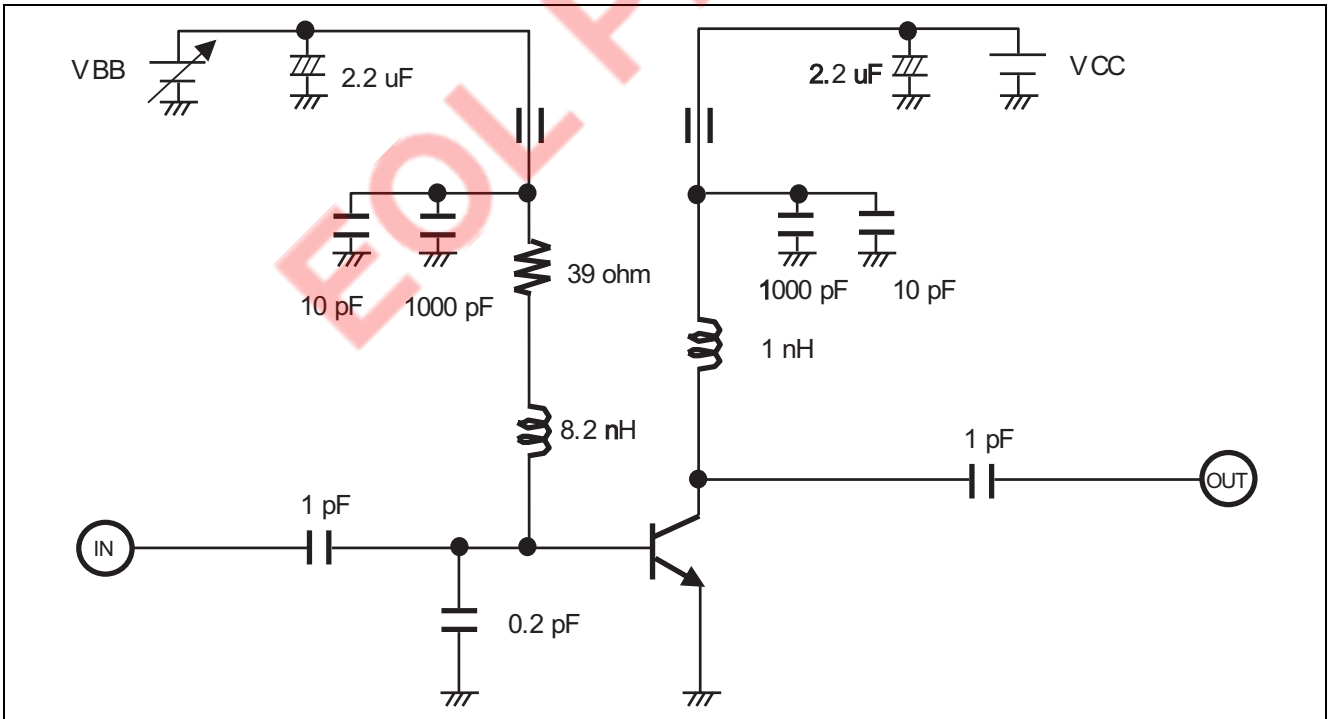 VBB
2.2 uF
2.2 uF
VCC
10 pF
1000 pF
39 ohm
1000 pF
10 pF
1 nH
8.2 nH
1 pF
OUT
1 pF
IN
0.2 pF
EOL P